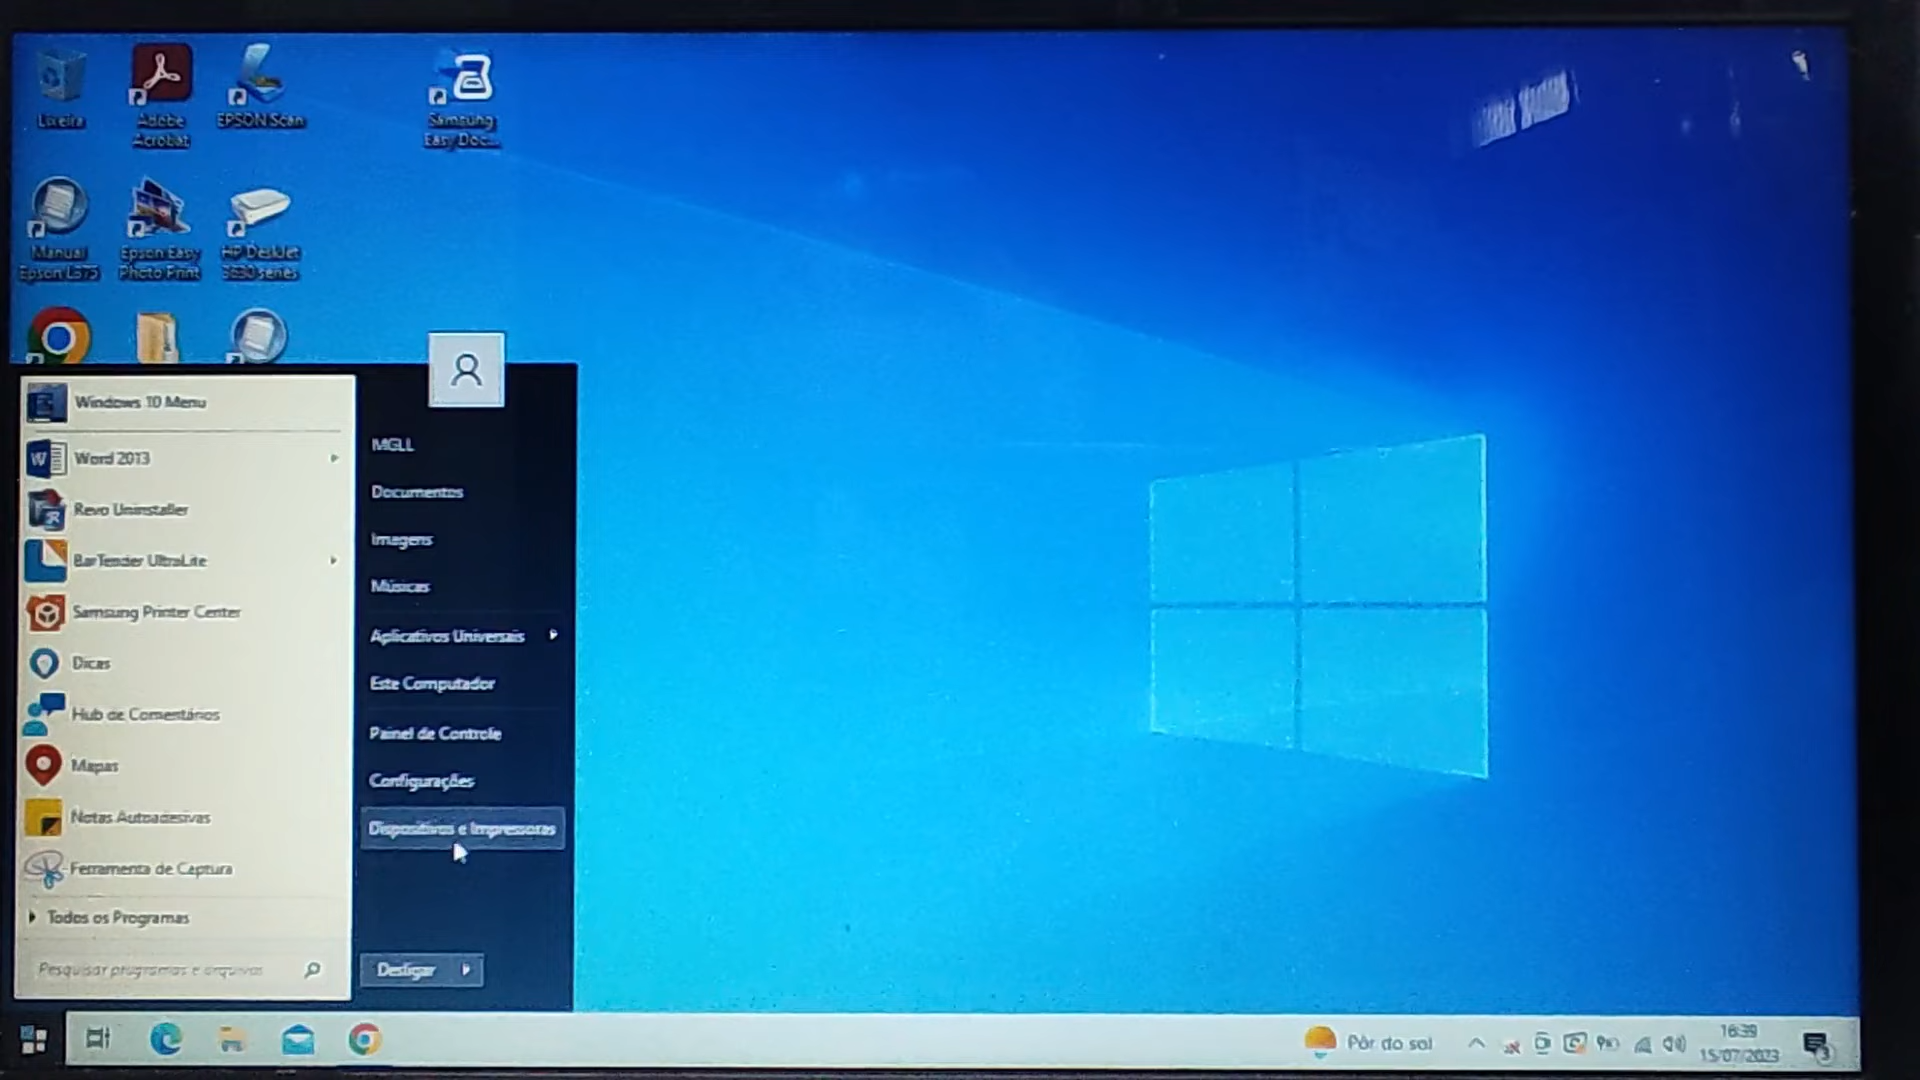 Lixeira
Adobe
Acrobat
EPSON Scan
Samsung
Easy Doc...
Manual
Epson L375
Epson Easy
Photo Print
HP DeskJet
3630 series
Windows 10 Menu
Word 2013
Revo Uninstaller
BarTender UltraLite
Samsung Printer Center
Dicas
Hub de Comentários
Mapas
Notas Autoadesivas
Ferramenta de Captura
Todos os Programas
Pesquisar programas e arquivos
MGLL
Documentos
Imagens
Músicas
Aplicativos Universais
Este Computador
Painel de Controle
Configurações
Dispositivos e Impressoras
Desligar
Pôr do sol
16:39
15/07/2023
3